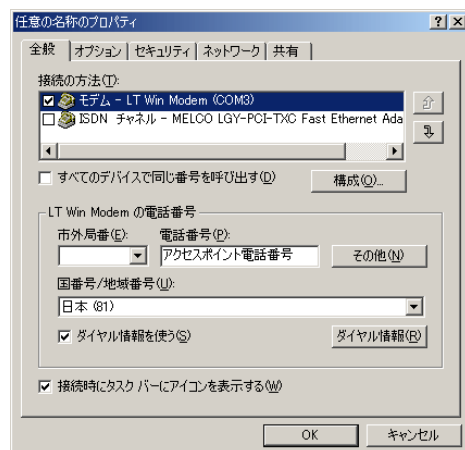 任意の名称のプロパティ
全般 オプション セキュリティ ネットワーク 共有
接続の方法(T):
モデム - LT Win Modem (COM3)
ISDN チャネル - MELCO LGY-PCI-TXC Fast Ethernet Ada
すべてのデバイスで同じ番号を呼び出す(D) 構成(O)...
LT Win Modem の電話番号
市外局番(E): 電話番号(P):
アクセスポイント電話番号 その他(N)
国番号/地域番号(U):
日本 (81)
ダイヤル情報を使う(S) ダイヤル情報(R)
接続時にタスク バーにアイコンを表示する(W)
OK キャンセル